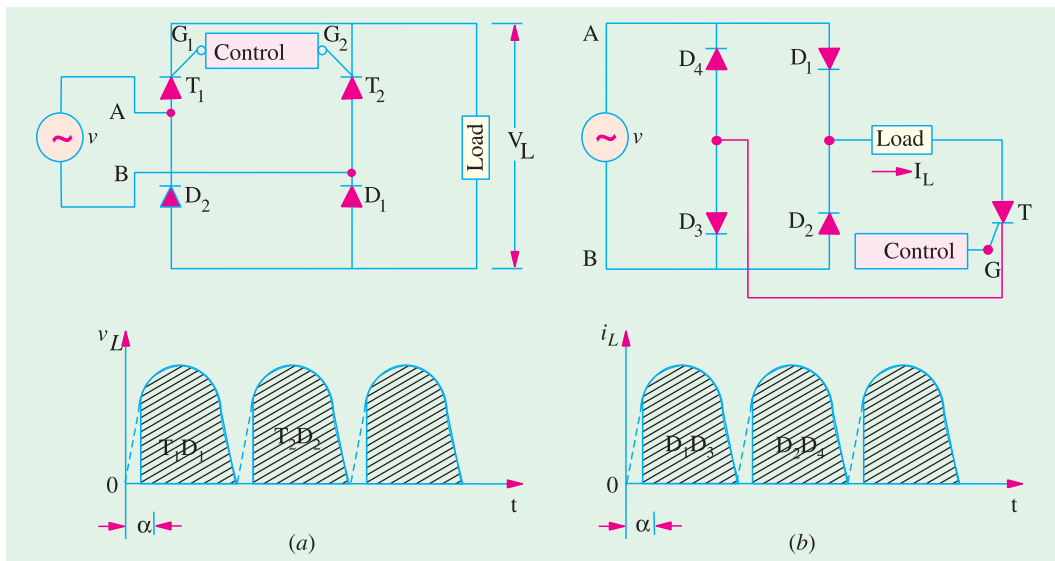 G1 Control G2
T1 T2
A
v
B
D2 D1
Load
VL
A
D4 D1
v
Load
IL
T
D3 D2
B
Control
G
vL
T1D1 T2D2
0
t
α
(a)
iL
D1D3 D2D4
0
t
α
(b)